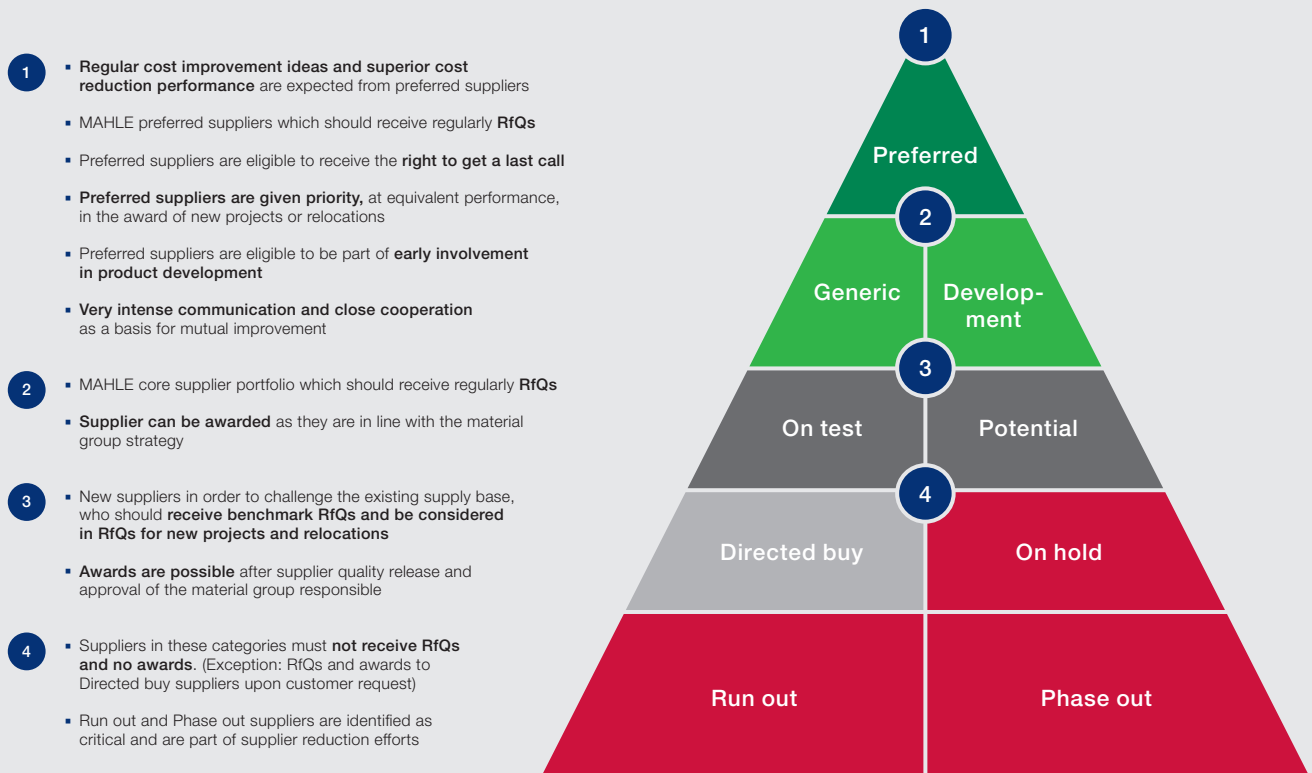 1
▪ Regular cost improvement ideas and superior cost
reduction performance are expected from preferred suppliers
▪ MAHLE preferred suppliers which should receive regularly RfQs
▪ Preferred suppliers are eligible to receive the right to get a last call
▪ Preferred suppliers are given priority, at equivalent performance,
in the award of new projects or relocations
▪ Preferred suppliers are eligible to be part of early involvement
in product development
▪ Very intense communication and close cooperation
as a basis for mutual improvement
2
▪ MAHLE core supplier portfolio which should receive regularly RfQs
▪ Supplier can be awarded as they are in line with the material
group strategy
3
▪ New suppliers in order to challenge the existing supply base,
who should receive benchmark RfQs and be considered
in RfQs for new projects and relocations
▪ Awards are possible after supplier quality release and
approval of the material group responsible
4
▪ Suppliers in these categories must not receive RfQs
and no awards. (Exception: RfQs and awards to
Directed buy suppliers upon customer request)
▪ Run out and Phase out suppliers are identified as
critical and are part of supplier reduction efforts
1
Preferred
2
Generic
Develop-
ment
3
On test
Potential
4
Directed buy
On hold
Run out
Phase out